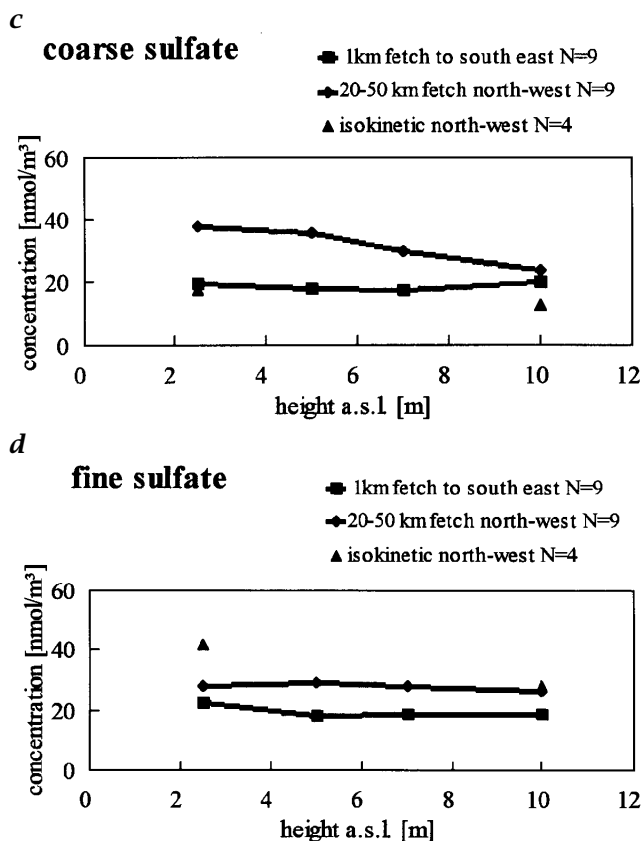 c
coarse sulfate
1km fetch to south east N=9
20-50 km fetch north-west N=9
isokinetic north-west N=4
concentration [nmol/m³]
60
40
20
0
0 2 4 6 8 10 12
height a.s.l. [m]
d
fine sulfate
1km fetch to south east N=9
20-50 km fetch north-west N=9
isokinetic north-west N=4
concentration [nmol/m³]
60
40
20
0
0 2 4 6 8 10 12
height a.s.l. [m]